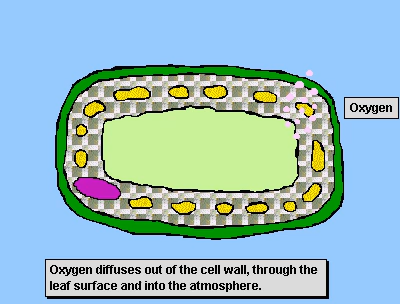 Oxygen
Oxygen diffuses out of the cell wall, through the
leaf surface and into the atmosphere.